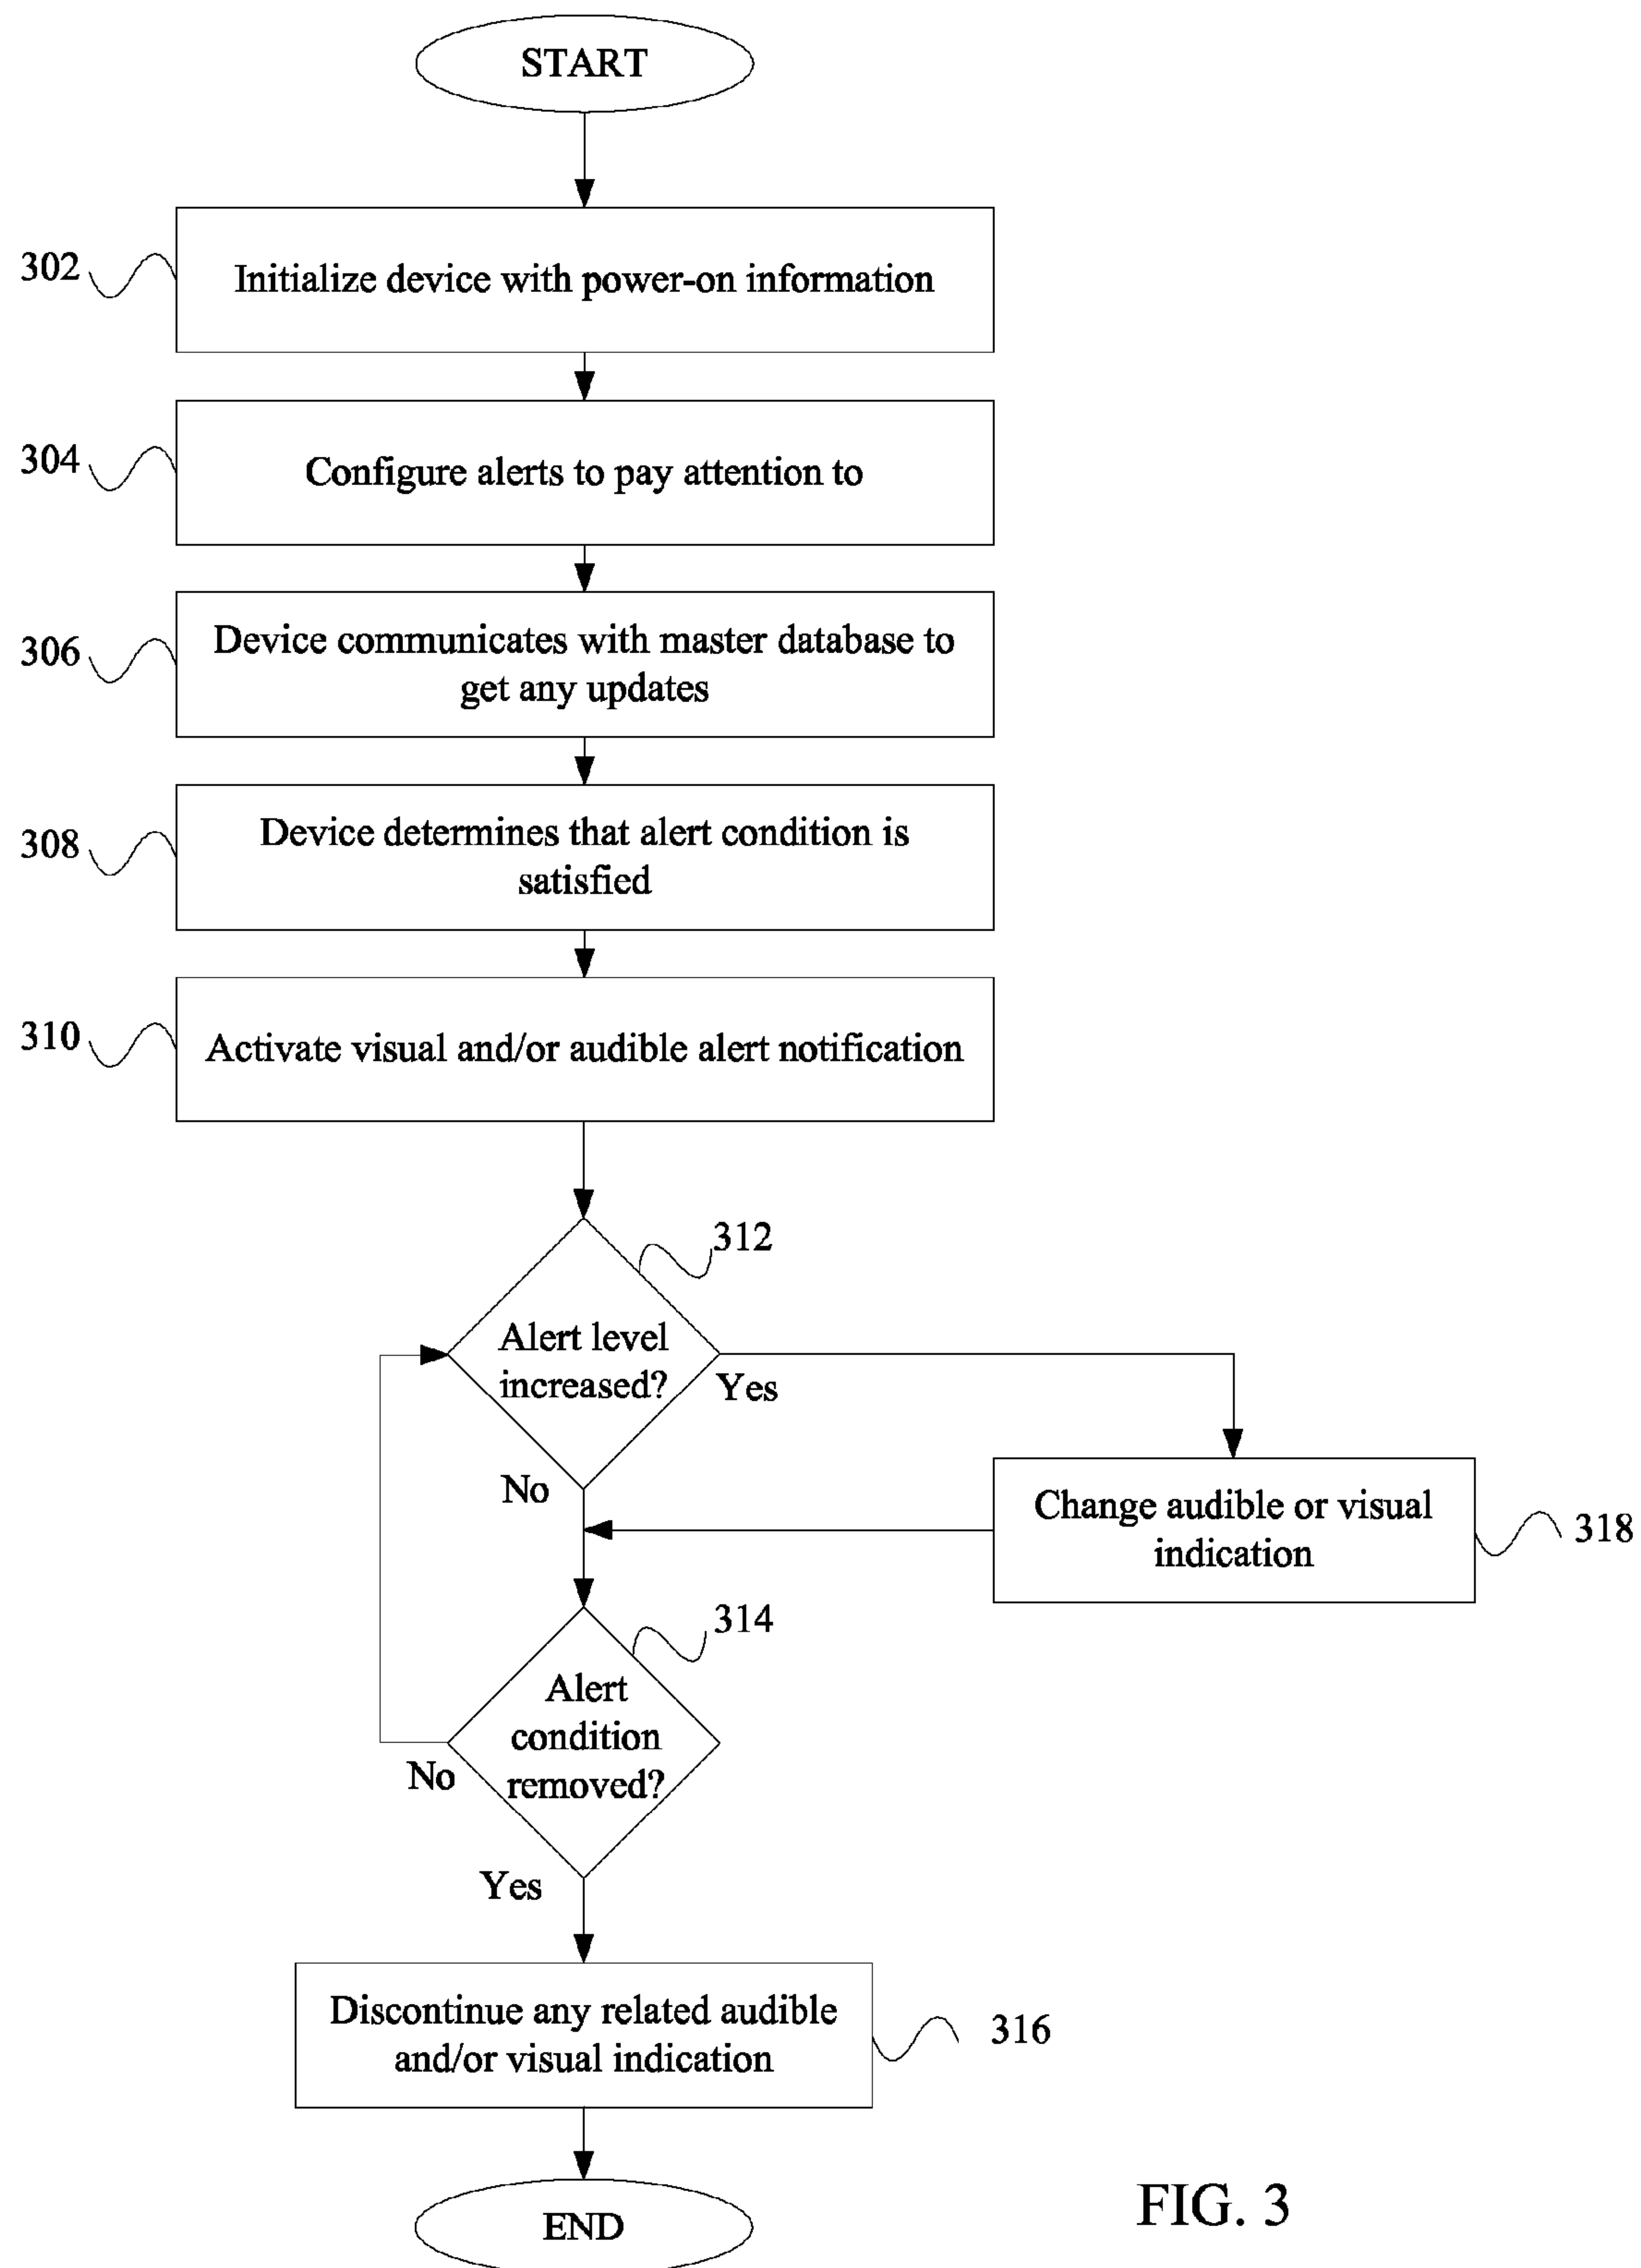 START
302
Initialize device with power-on information
304
Configure alerts to pay attention to
306
Device communicates with master database to
get any updates
308
Device determines that alert condition is
satisfied
310
Activate visual and/or audible alert notification
312
Alert level
increased?
Yes
No
Change audible or visual
indication
318
314
Alert
condition
removed?
No
Yes
Discontinue any related audible
and/or visual indication
316
END
FIG. 3